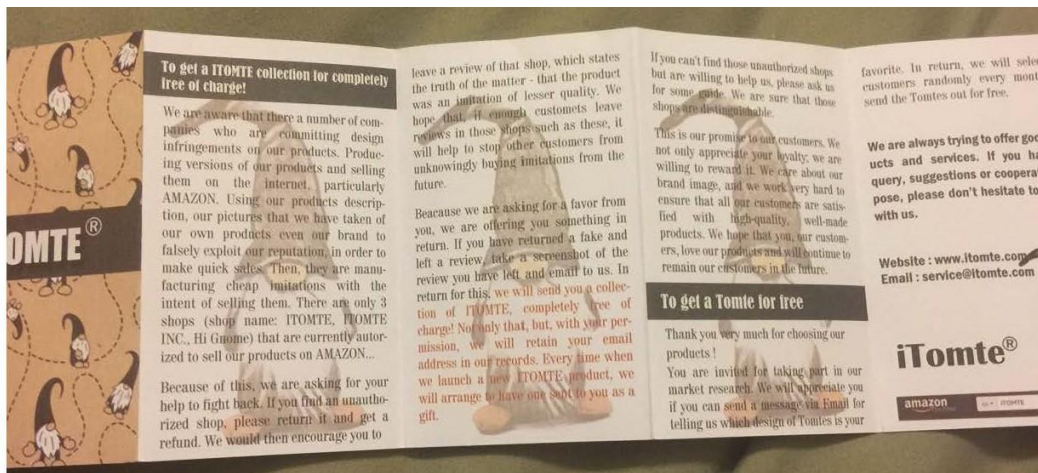 OMTE ®
To get a ITOMTE collection for completely
free of charge!
We are aware that there a number of com-
panies who are committing design
infringements on our products. Produc-
ing versions of our products and selling
them on the internet, particularly
AMAZON. Using our products descrip-
tion, our pictures that we have taken of
our own products even our brand to
falsely exploit our reputation, in order to
make quick sales. Then, they are manu-
facturing cheap imitations with the
intent of selling them. There are only 3
shops (shop name: ITOMTE, ITOMTE
INC., Hi Gnome) that are currently autor-
ized to sell our products on AMAZON...
Because of this, we are asking for your
help to fight back. If you find an unautho-
rized shop, please return it and get a
refund. We would then encourage you to
leave a review of that shop, which states
the truth of the matter - that the product
was an imitation of lesser quality. We
hope that, if enough customets leave
reviews in those shops such as these, it
will help to stop other customers from
unknowingly buying imitations from the
future.
Beacause we are asking for a favor from
you, we are offering you something in
return. If you have returned a fake and
left a review, take a screenshot of the
review you have left and email to us. In
return for this, we will send you a collec-
tion of ITOMTE, completely free of
charge! Not only that, but, with your per-
mission, we will retain your email
address in our records. Every time when
we launch a new ITOMTE product, we
will arrange to have one sent to you as a
gift.
If you can't find those unauthorized shops
but are willing to help us, please ask us
for some guide. We are sure that those
shops are distinguishable.
This is our promise to our customers. We
not only appreciate your loyalty; we are
willing to reward it. We care about our
brand image, and we work very hard to
ensure that all our customers are satis-
fied with high-quality, well-made
products. We hope that you, our custom-
ers, love our products and will continue to
remain our customers in the future.
To get a Tomte for free
Thank you very much for choosing our
products !
You are invited for taking part in our
market research. We will appreciate you
if you can send a message via Email for
telling us which design of Tomtes is your
favorite. In return, we will selec
customers randomly every mont
send the Tomtes out for free.
We are always trying to offer goo
ucts and services. If you ha
query, suggestions or cooperat
pose, please don't hesitate to
with us.
Website : www.itomte.com
Email : service@itomte.com
iTomte®
amazon ITOMTE